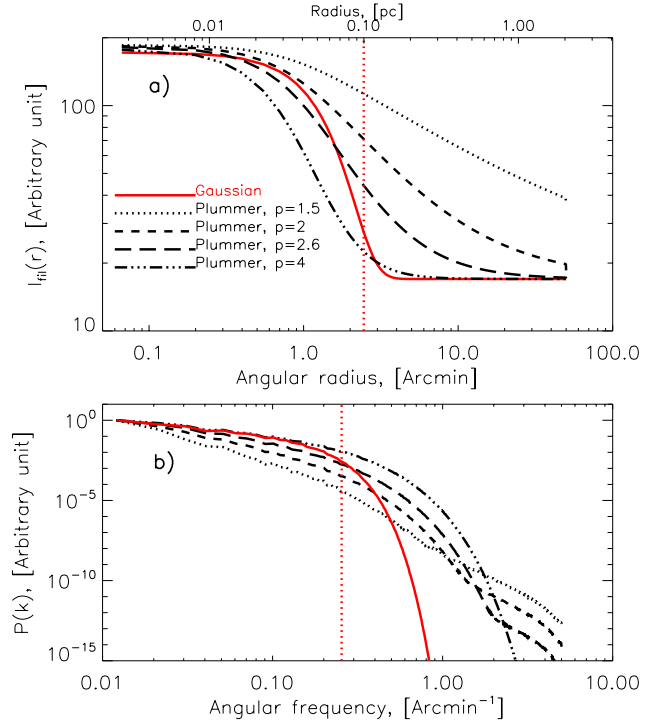 Radius, [pc]
0.01 0.10 1.00
a)
100
10
I_fil(r), [Arbitrary unit]
Gaussian
Plummer, p=1.5
Plummer, p=2
Plummer, p=2.6
Plummer, p=4
0.1 1.0 10.0 100.0
Angular radius, [Arcmin]
b)
10^0
10^-5
10^-10
10^-15
P(k), [Arbitrary unit]
0.01 0.10 1.00 10.00
Angular frequency, [Arcmin^-1]